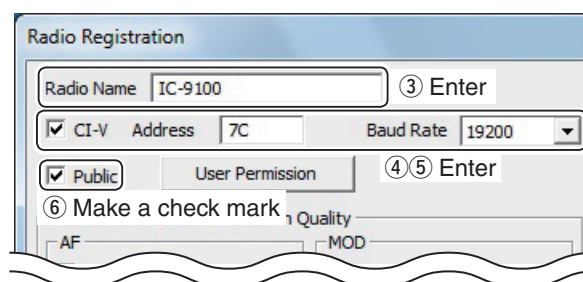 Radio Registration
Radio Name IC-9100 ③ Enter
CI-V Address 7C Baud Rate 19200
Public User Permission ④⑤ Enter
⑥ Make a check mark Quality
AF MOD